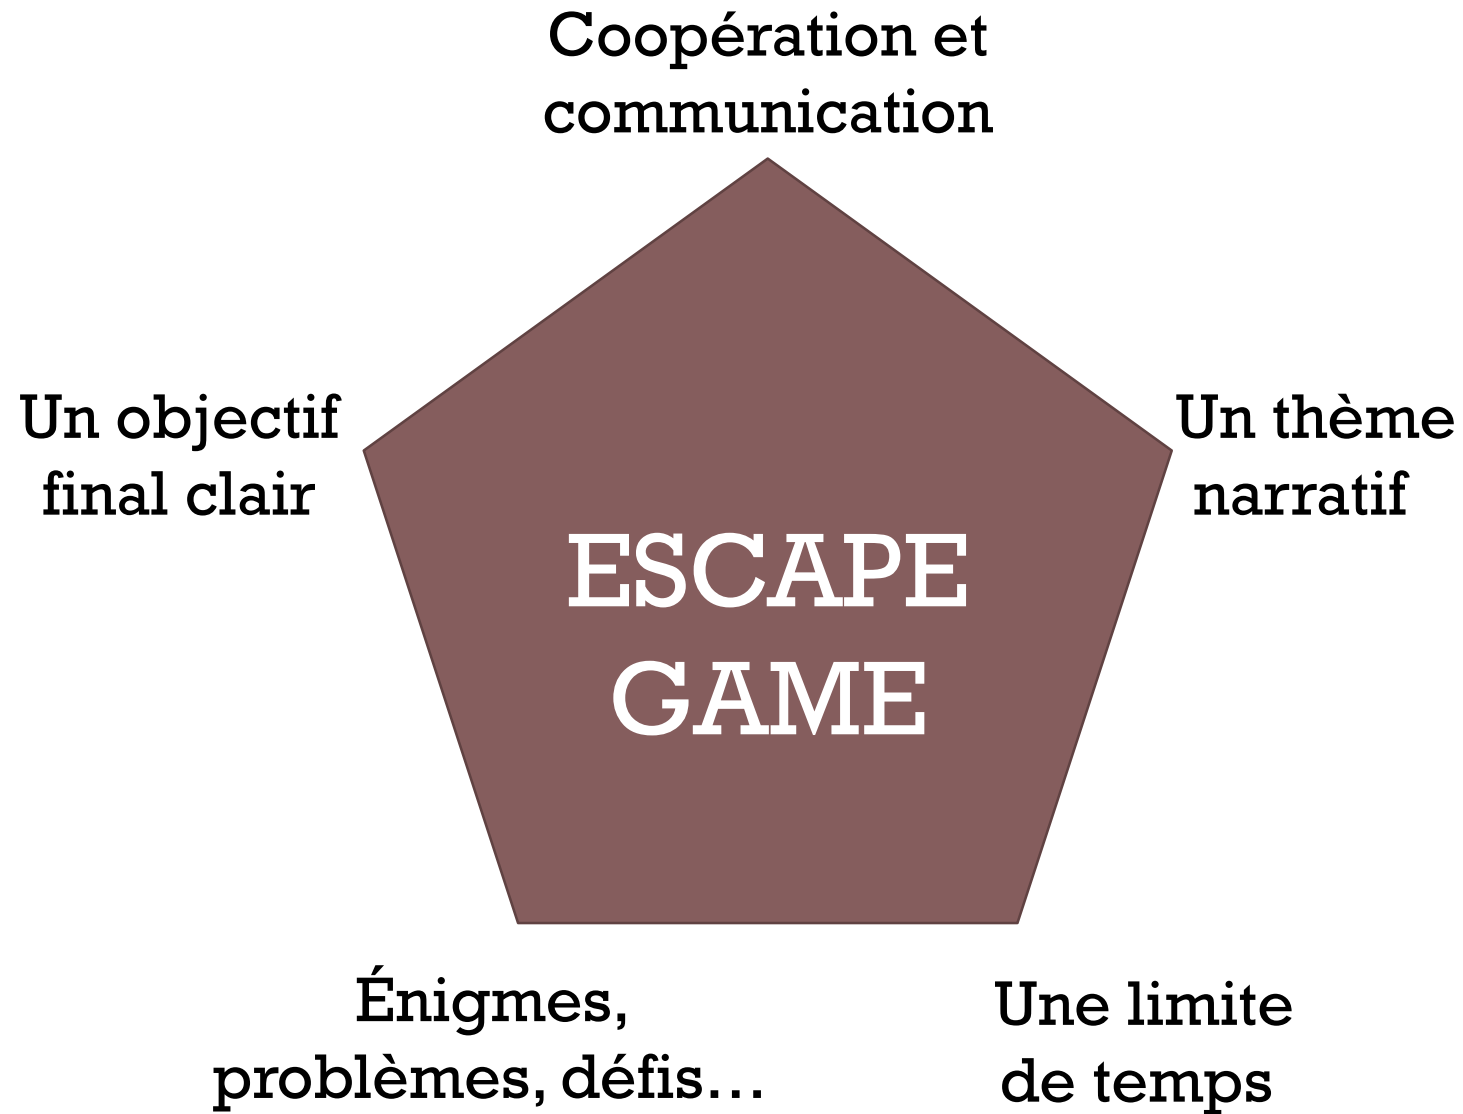 Coopération et
communication
Un objectif
final clair
Un thème
narratif
ESCAPE
GAME
Énigmes,
problèmes, défis…
Une limite
de temps